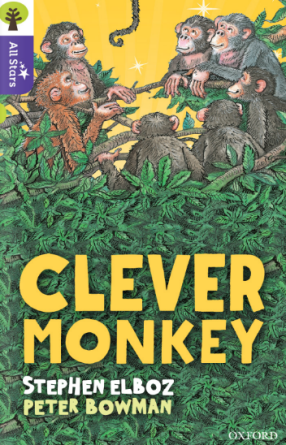 All Stars
CLEVER
MONKEY
STEPHEN ELBOZ
PETER BOWMAN
OXFORD